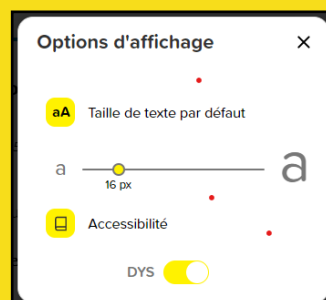 Options d'affichage
aA Taille de texte par défaut
a a
16 px
Accessibilité
DYS